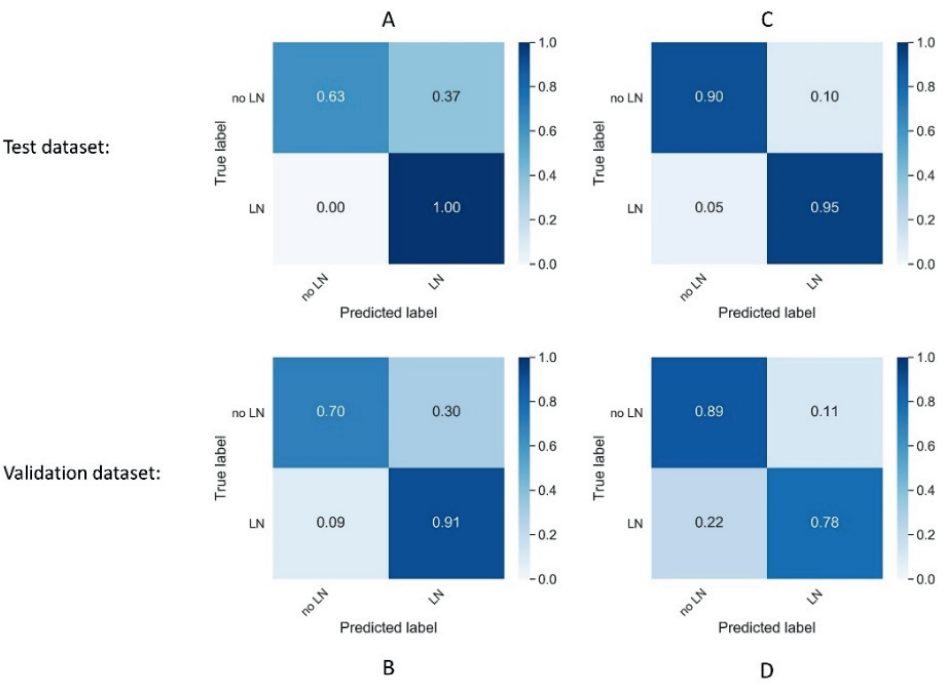 A
C
Test dataset:
True label
no LN
LN
0.63
0.37
0.00
1.00
no LN
LN
Predicted label
1.0
0.8
0.6
0.4
0.2
0.0
True label
no LN
LN
0.90
0.10
0.05
0.95
no LN
LN
Predicted label
1.0
0.8
0.6
0.4
0.2
0.0
Validation dataset:
True label
no LN
LN
0.70
0.30
0.09
0.91
no LN
LN
Predicted label
1.0
0.8
0.6
0.4
0.2
0.0
True label
no LN
LN
0.89
0.11
0.22
0.78
no LN
LN
Predicted label
1.0
0.8
0.6
0.4
0.2
0.0
B
D